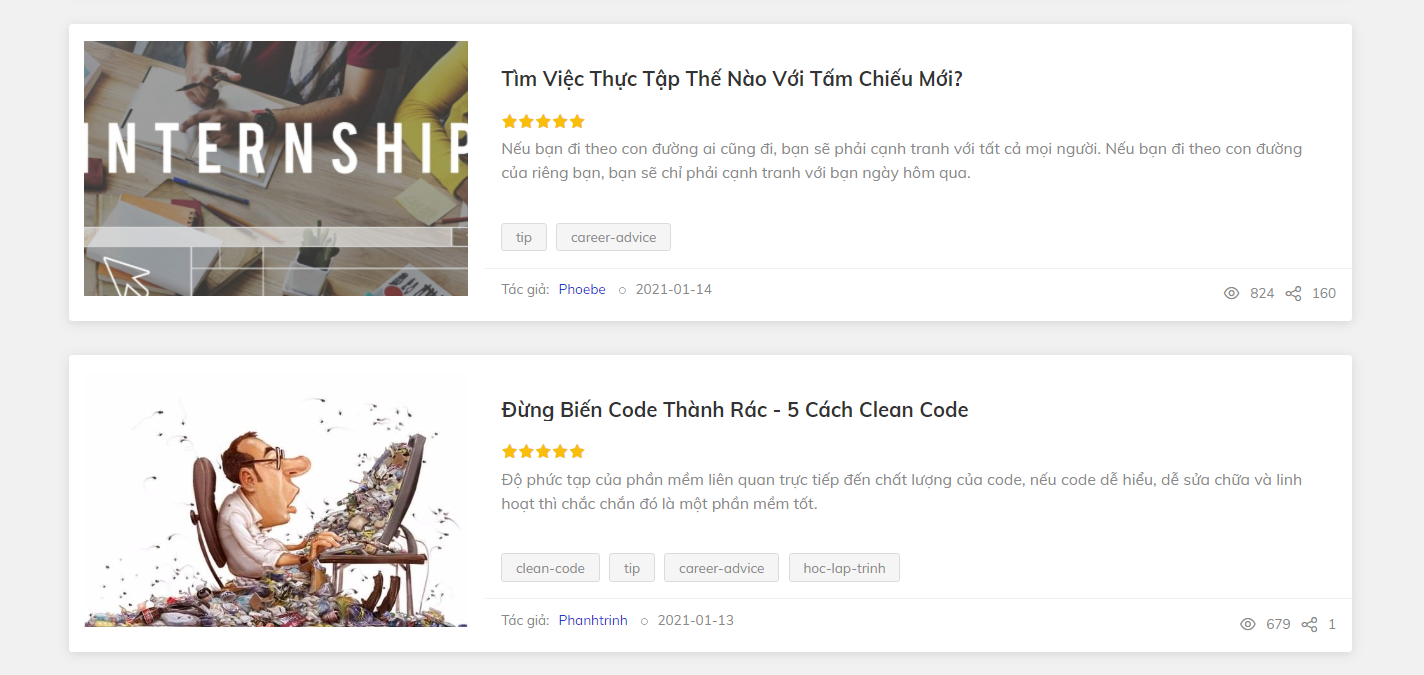 INTERNSHIP
Tìm Việc Thực Tập Thế Nào Với Tấm Chiếu Mới?
Nếu bạn đi theo con đường ai cũng đi, bạn sẽ phải cạnh tranh với tất cả mọi người. Nếu bạn đi theo con đường
của riêng bạn, bạn sẽ chỉ phải cạnh tranh với bạn ngày hôm qua.
tip career-advice
Tác giả: Phoebe 2021-01-14 824 160
Đừng Biến Code Thành Rác - 5 Cách Clean Code
Độ phức tạp của phần mềm liên quan trực tiếp đến chất lượng của code, nếu code dễ hiểu, dễ sửa chữa và linh
hoạt thì chắc chắn đó là một phần mềm tốt.
clean-code tip career-advice hoc-lap-trinh
Tác giả: Phanhtrinh 2021-01-13 679 1